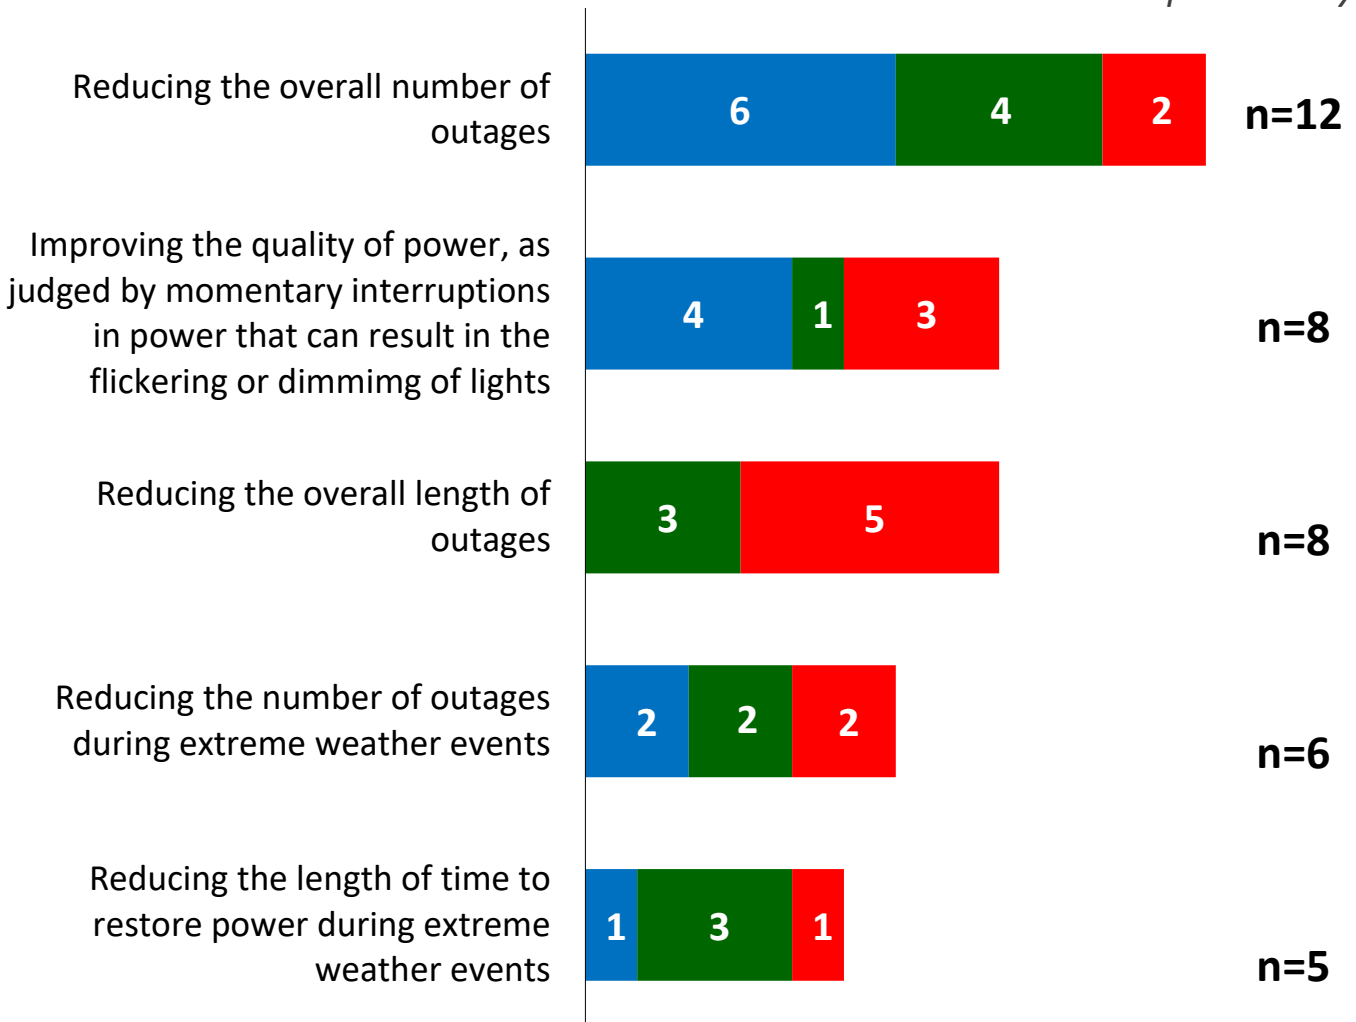 Reducing the overall number of
outages
6 4 2 n=12
Improving the quality of power, as
judged by momentary interruptions
in power that can result in the
flickering or dimmimg of lights
4 1 3 n=8
Reducing the overall length of
outages
3 5 n=8
Reducing the number of outages
during extreme weather events
2 2 2 n=6
Reducing the length of time to
restore power during extreme
weather events
1 3 1 n=5